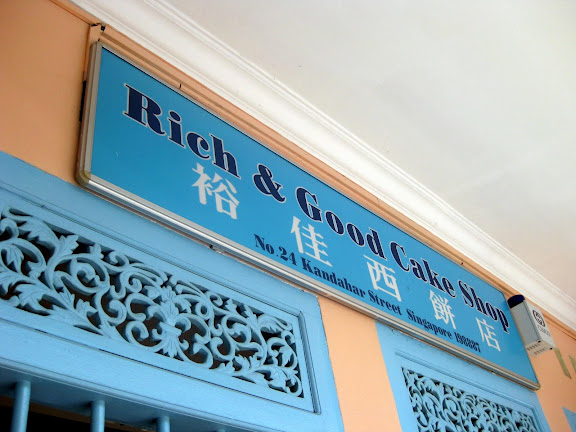 Rich & Good Cake Shop
裕佳西餅店
No.24 Kandahar Street Singapore 198887